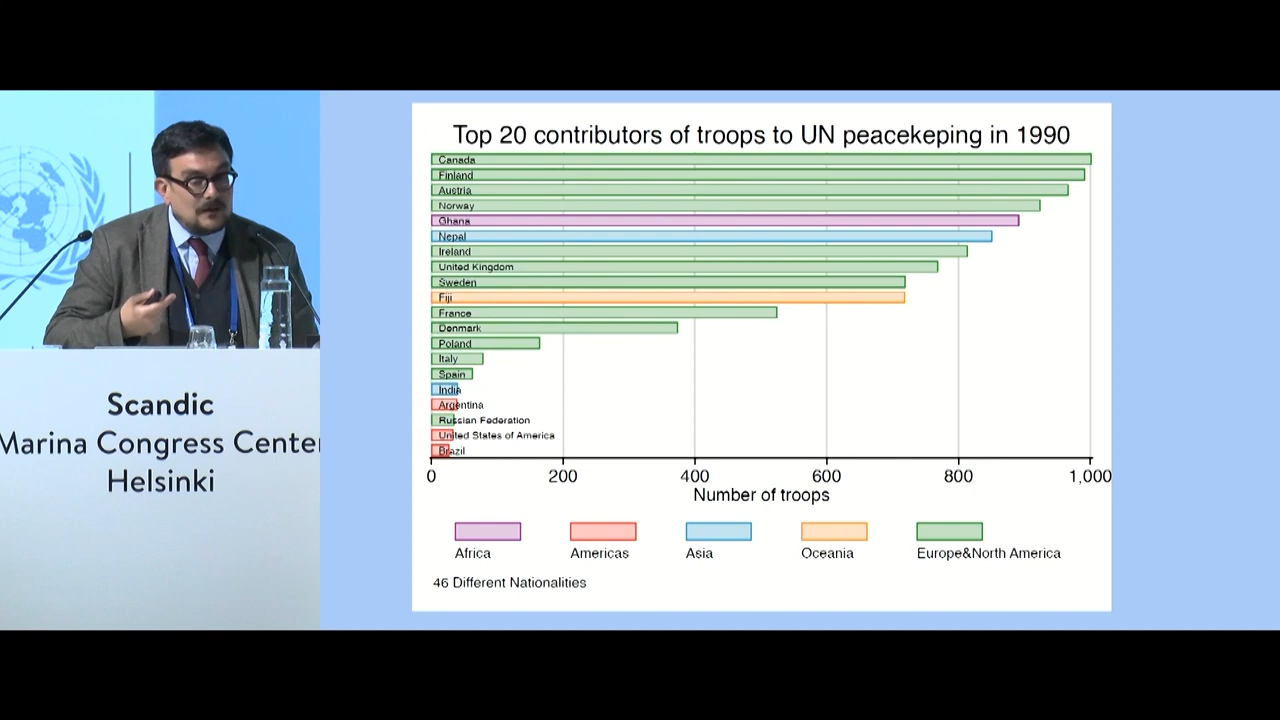 Scandic
Marina Congress Center
Helsinki
Top 20 contributors of troops to UN peacekeping in 1990
Canada
Finland
Austria
Norway
Ghana
Nepal
Ireland
United Kingdom
Sweden
Fiji
France
Denmark
Poland
Italy
Spain
India
Argentina
Russian Federation
United States of America
Brazil
0 200 400 600 800 1,000
Number of troops
Africa Americas Asia Oceania Europe&North America
46 Different Nationalities